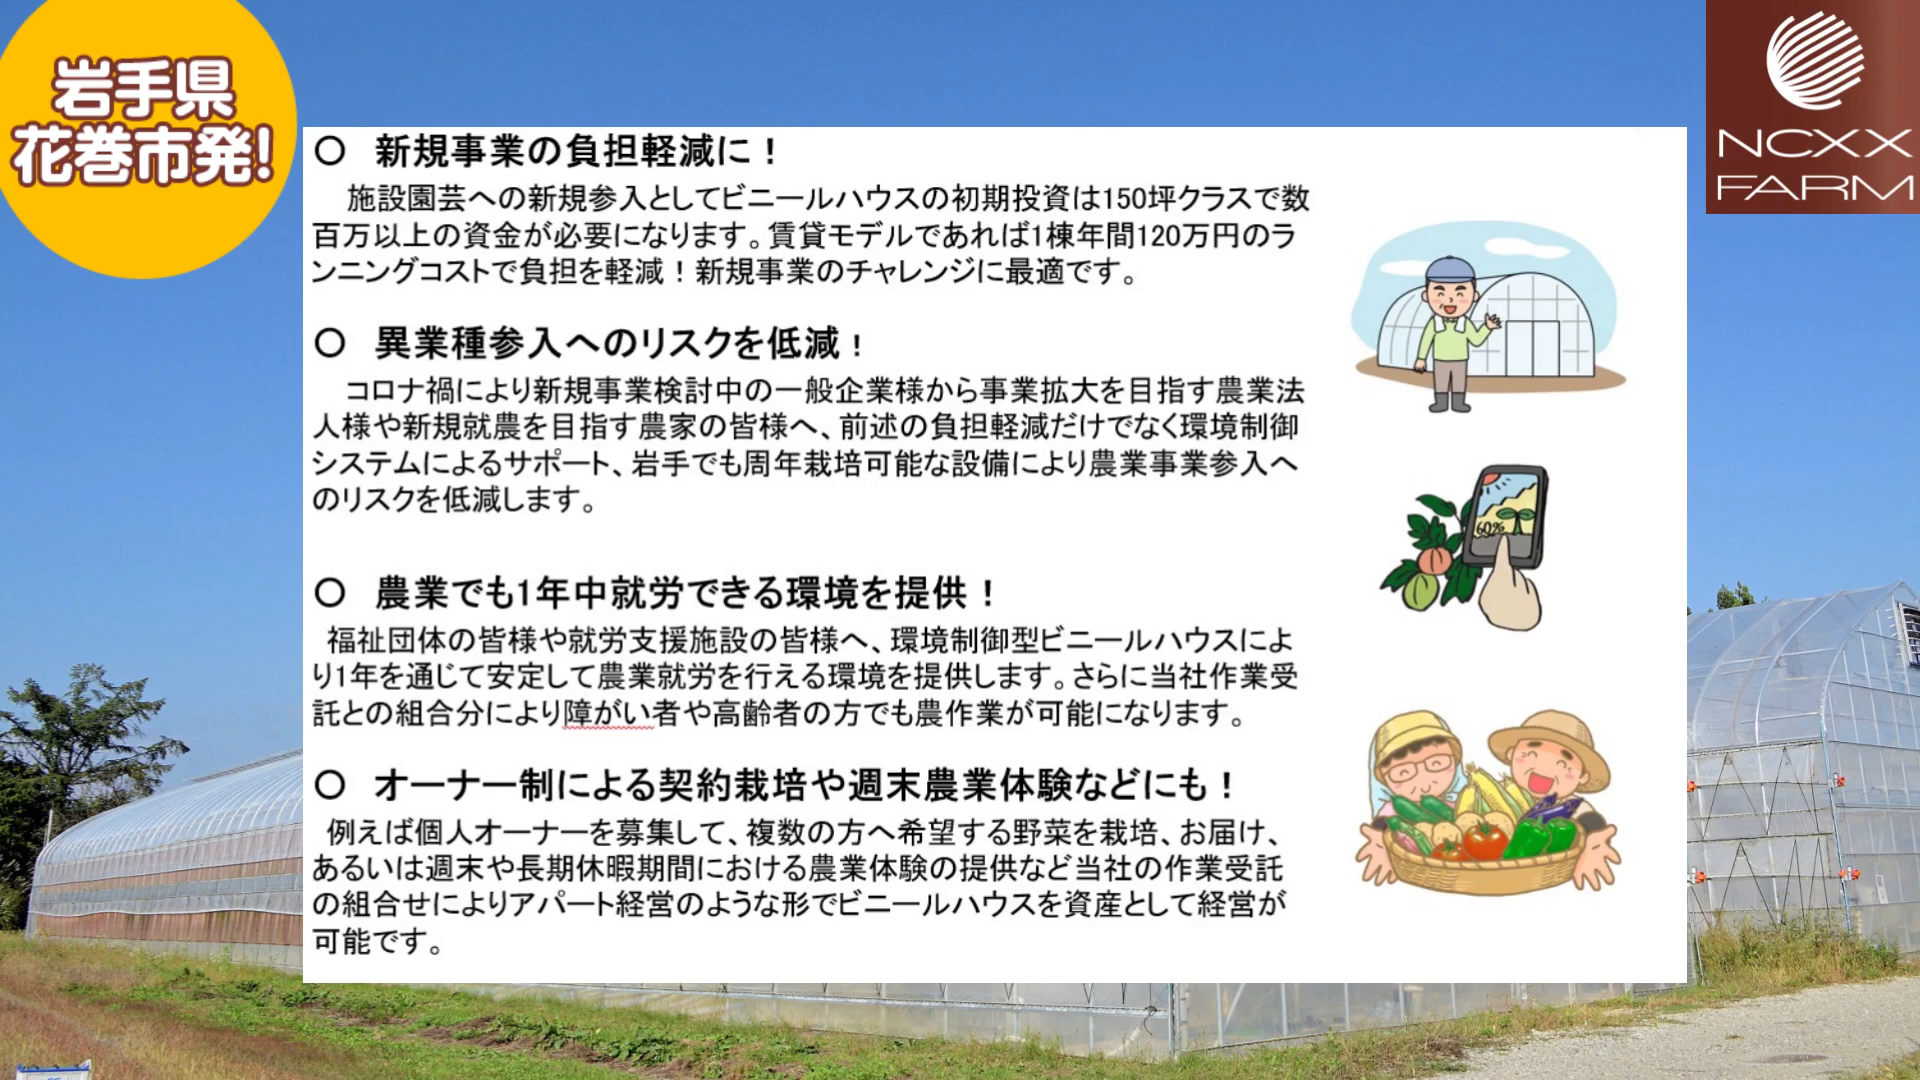 岩手県
花巻市発!
NCXX
FARM
〇 新規事業の負担軽減に！
施設園芸への新規参入としてビニールハウスの初期投資は150坪クラスで数
百万以上の資金が必要になります。賃貸モデルであれば1棟年間120万円のラ
ンニングコストで負担を軽減！新規事業のチャレンジに最適です。
〇 異業種参入へのリスクを低減！
コロナ禍により新規事業検討中の一般企業様から事業拡大を目指す農業法
人様や新規就農を目指す農家の皆様へ、前述の負担軽減だけでなく環境制御
システムによるサポート、岩手でも周年栽培可能な設備により農業事業参入へ
のリスクを低減します。
60%
〇 農業でも1年中就労できる環境を提供！
福祉団体の皆様や就労支援施設の皆様へ、環境制御型ビニールハウスによ
り1年を通じて安定して農業就労を行える環境を提供します。さらに当社作業受
託との組合分により障がい者や高齢者の方でも農作業が可能になります。
〇 オーナー制による契約栽培や週末農業体験などにも！
例えば個人オーナーを募集して、複数の方へ希望する野菜を栽培、お届け、
あるいは週末や長期休暇期間における農業体験の提供など当社の作業受託
の組合せによりアパート経営のような形でビニールハウスを資産として経営が
可能です。